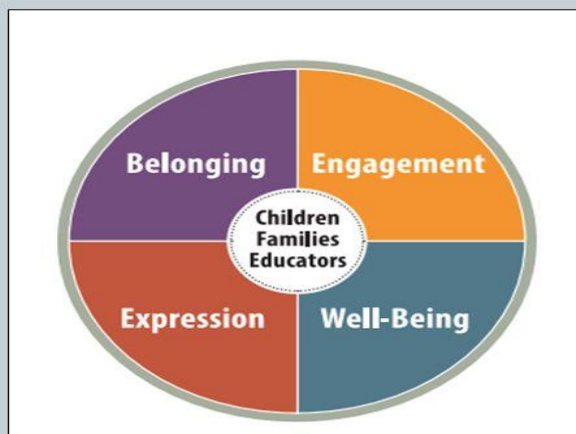 Belonging
Engagement
Children
Families
Educators
Expression
Well-Being